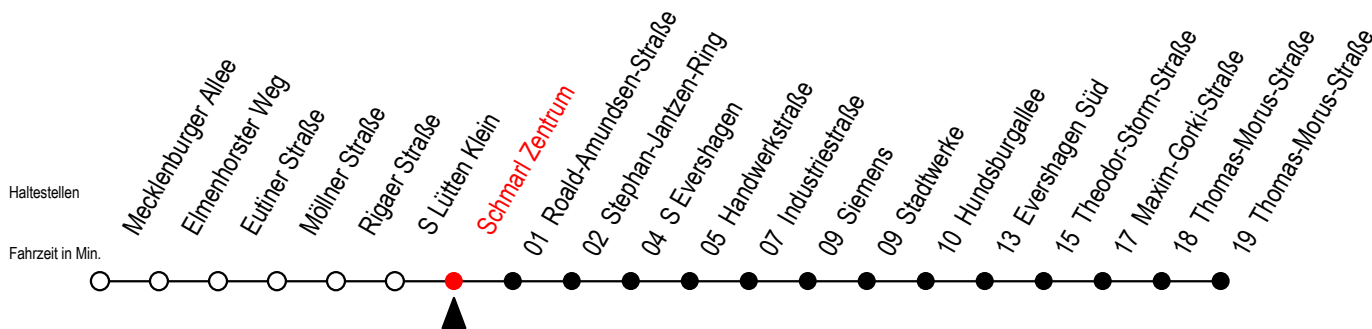 Haltestellen
Fahrzeit in Min.
Mecklenburger Allee
Elmenhorster Weg
Eutiner Straße
Möllner Straße
Rigaer Straße
S Lütten Klein
Schmarl Zentrum
01 Roald-Amundsen-Straße
02 Stephan-Jantzen-Ring
04 S Evershagen
05 Handwerkstraße
07 Industriestraße
09 Siemens
09 Stadtwerke
10 Hundsburgallee
13 Evershagen Süd
15 Theodor-Storm-Straße
17 Maxim-Gorki-Straße
18 Thomas-Morus-Straße
19 Thomas-Morus-Straße